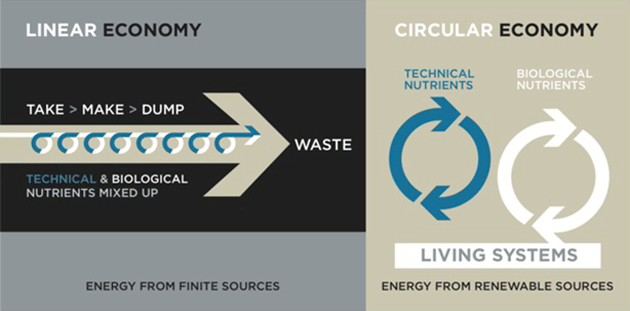 LINEAR ECONOMY
TAKE > MAKE > DUMP
WASTE
TECHNICAL & BIOLOGICAL
NUTRIENTS MIXED UP
ENERGY FROM FINITE SOURCES
CIRCULAR ECONOMY
TECHNICAL
NUTRIENTS
BIOLOGICAL
NUTRIENTS
LIVING SYSTEMS
ENERGY FROM RENEWABLE SOURCES